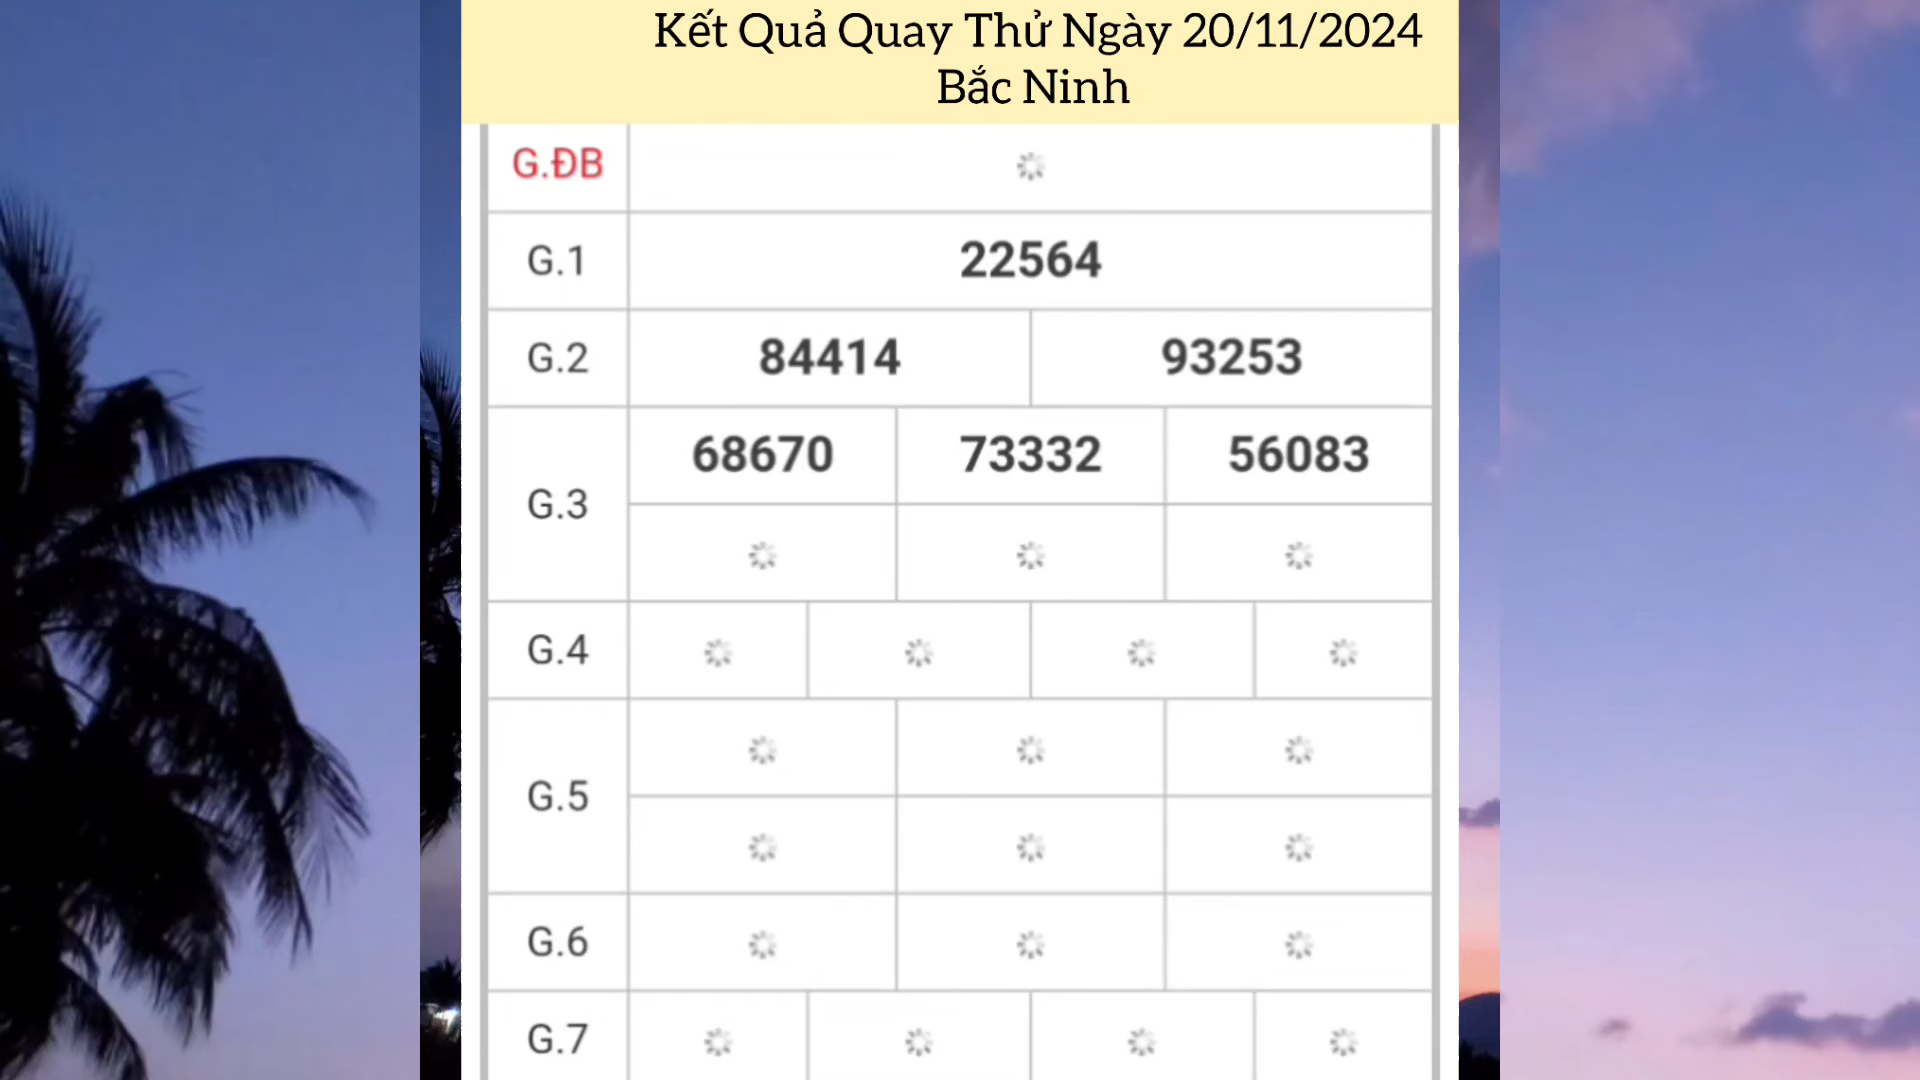 Kết Quả Quay Thử Ngày 20/11/2024
Bắc Ninh
G.ĐB
G.1 22564
G.2 84414 93253
68670 73332 56083
G.3
G.4
G.5
G.6
G.7